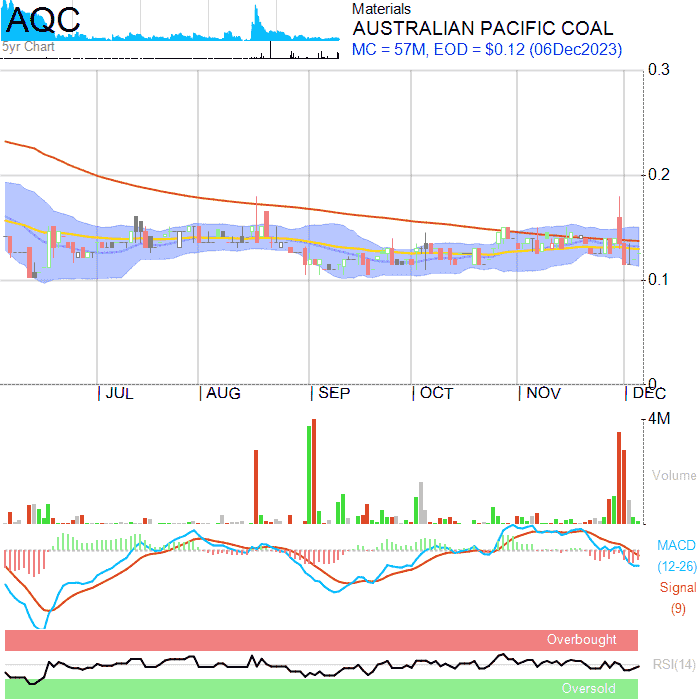 AQC
5yr Chart
Materials
AUSTRALIAN PACIFIC COAL
MC = 57M, EOD = $0.12 (06Dec2023)
0.3
0.2
0.1
0
JUL
AUG
SEP
OCT
NOV
DEC
4M
Volume
MACD
(12-26)
Signal
(9)
Overbought
RSI(14)
Oversold